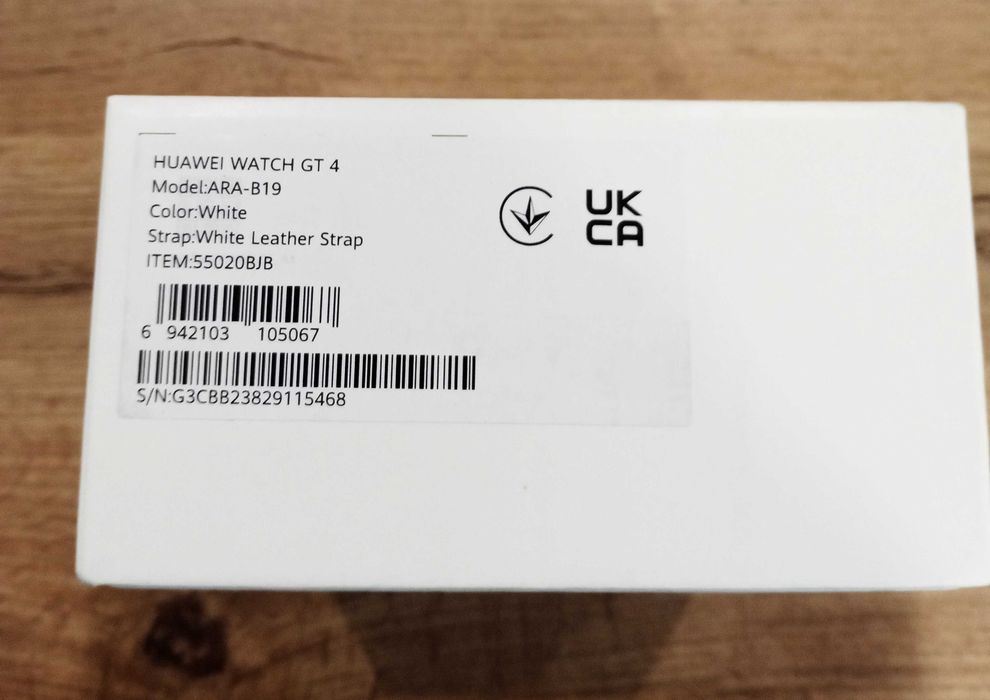 HUAWEI WATCH GT 4
Model:ARA-B19
Color:White
Strap:White Leather Strap
ITEM:55020BJB
6 942103 105067
S/N:G3CBB23829115468
UK
CA